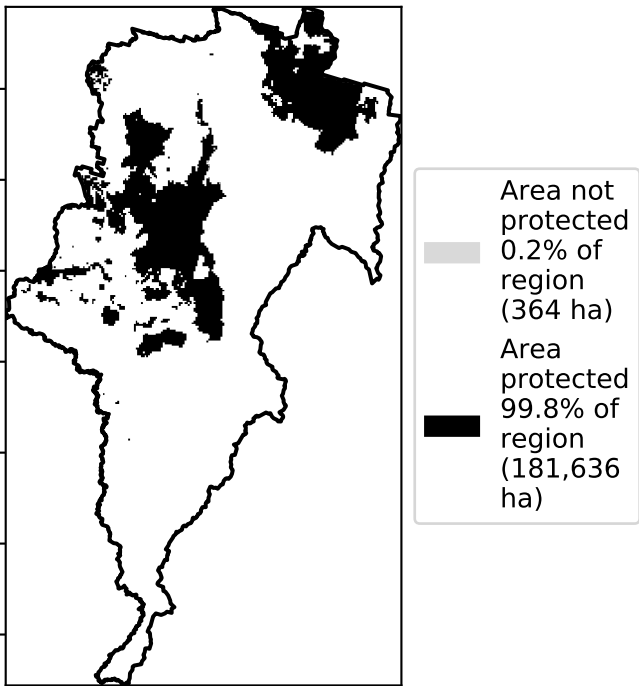 Area not
protected
0.2% of
region
(364 ha)
Area
protected
99.8% of
region
(181,636
ha)